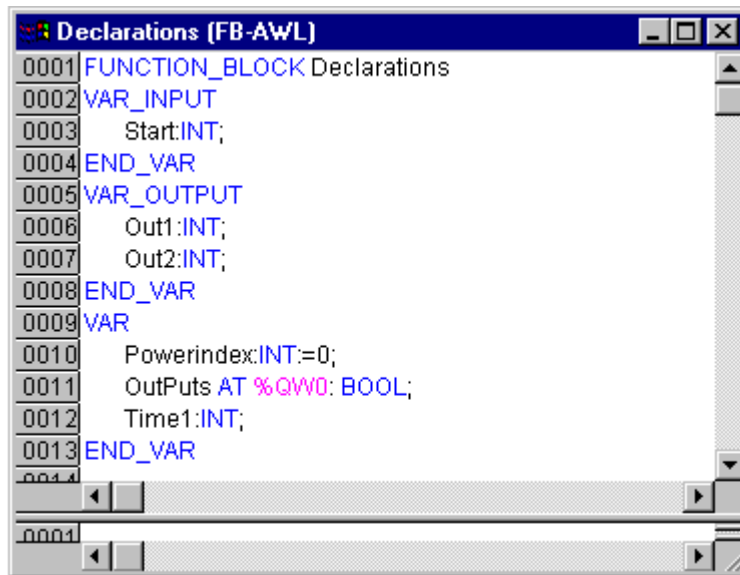 Declarations (FB-AWL)
0001 FUNCTION_BLOCK Declarations
0002 VAR_INPUT
0003 Start:INT;
0004 END_VAR
0005 VAR_OUTPUT
0006 Out1:INT;
0007 Out2:INT;
0008 END_VAR
0009 VAR
0010 Powerindex:INT:=0;
0011 OutPuts AT %QW0: BOOL;
0012 Time1:INT;
0013 END_VAR
0014
0001